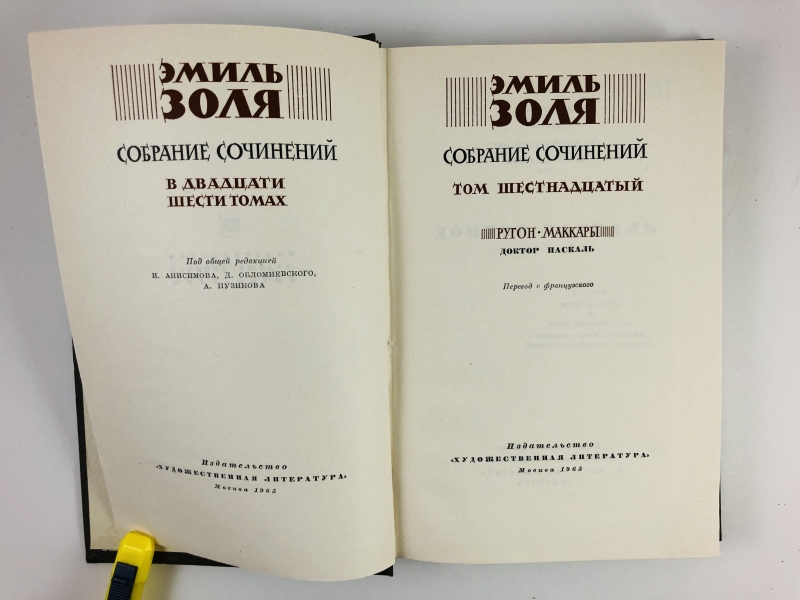 ЭМИЛЬ
ЗОЛЯ
СОБРАНИЕ СОЧИНЕНИЙ
В ДВАДЦАТИ
ШЕСТИ ТОМАХ
Под общей редакцией
И. АНИСИМОВА, Д. ОБЛОМИЕВСКОГО,
А. ПУЗИКОВА
Издательство
«ХУДОЖЕСТВЕННАЯ ЛИТЕРАТУРА»
Москва 1965
ЭМИЛЬ
ЗОЛЯ
СОБРАНИЕ СОЧИНЕНИЙ
ТОМ ШЕСТНАДЦАТЫЙ
РУГОН · МАККАРЫ
ДОКТОР ПАСКАЛЬ
Перевод с французского
Издательство
«ХУДОЖЕСТВЕННАЯ ЛИТЕРАТУРА»
Москва 1965